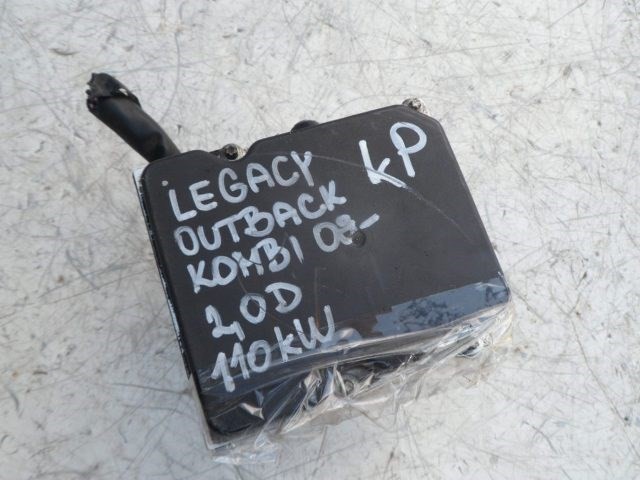 LEGACY KP
OUTBACK
KOMBI 09-
2,0D
110KW